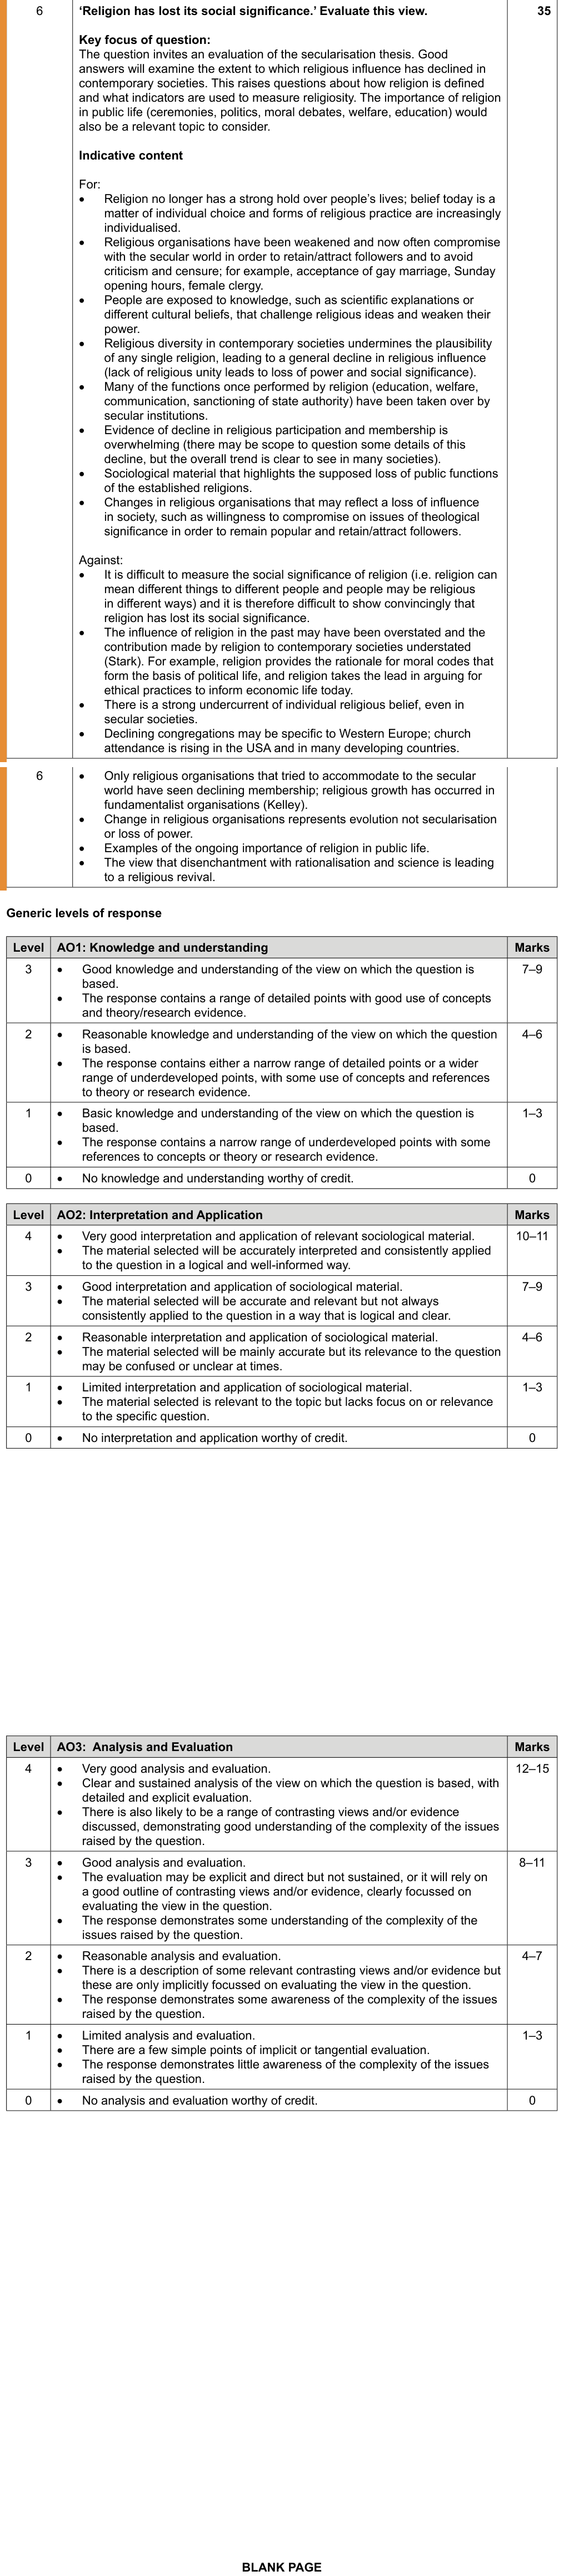 6 ‘Religion has lost its social significance.’ Evaluate this view. 35
Key focus of question:
The question invites an evaluation of the secularisation thesis. Good
answers will examine the extent to which religious influence has declined in
contemporary societies. This raises questions about how religion is defined
and what indicators are used to measure religiosity. The importance of religion
in public life (ceremonies, politics, moral debates, welfare, education) would
also be a relevant topic to consider.
Indicative content
For:
• Religion no longer has a strong hold over people’s lives; belief today is a
matter of individual choice and forms of religious practice are increasingly
individualised.
• Religious organisations have been weakened and now often compromise
with the secular world in order to retain/attract followers and to avoid
criticism and censure; for example, acceptance of gay marriage, Sunday
opening hours, female clergy.
• People are exposed to knowledge, such as scientific explanations or
different cultural beliefs, that challenge religious ideas and weaken their
power.
• Religious diversity in contemporary societies undermines the plausibility
of any single religion, leading to a general decline in religious influence
(lack of religious unity leads to loss of power and social significance).
• Many of the functions once performed by religion (education, welfare,
communication, sanctioning of state authority) have been taken over by
secular institutions.
• Evidence of decline in religious participation and membership is
overwhelming (there may be scope to question some details of this
decline, but the overall trend is clear to see in many societies).
• Sociological material that highlights the supposed loss of public functions
of the established religions.
• Changes in religious organisations that may reflect a loss of influence
in society, such as willingness to compromise on issues of theological
significance in order to remain popular and retain/attract followers.
Against:
• It is difficult to measure the social significance of religion (i.e. religion can
mean different things to different people and people may be religious
in different ways) and it is therefore difficult to show convincingly that
religion has lost its social significance.
• The influence of religion in the past may have been overstated and the
contribution made by religion to contemporary societies understated
(Stark). For example, religion provides the rationale for moral codes that
form the basis of political life, and religion takes the lead in arguing for
ethical practices to inform economic life today.
• There is a strong undercurrent of individual religious belief, even in
secular societies.
• Declining congregations may be specific to Western Europe; church
attendance is rising in the USA and in many developing countries.
6 • Only religious organisations that tried to accommodate to the secular
world have seen declining membership; religious growth has occurred in
fundamentalist organisations (Kelley).
• Change in religious organisations represents evolution not secularisation
or loss of power.
• Examples of the ongoing importance of religion in public life.
• The view that disenchantment with rationalisation and science is leading
to a religious revival.
Generic levels of response
Level AO1: Knowledge and understanding Marks
3 • Good knowledge and understanding of the view on which the question is 7–9
based.
• The response contains a range of detailed points with good use of concepts
and theory/research evidence.
2 • Reasonable knowledge and understanding of the view on which the question 4–6
is based.
• The response contains either a narrow range of detailed points or a wider
range of underdeveloped points, with some use of concepts and references
to theory or research evidence.
1 • Basic knowledge and understanding of the view on which the question is 1–3
based.
• The response contains a narrow range of underdeveloped points with some
references to concepts or theory or research evidence.
0 • No knowledge and understanding worthy of credit. 0
Level AO2: Interpretation and Application Marks
4 • Very good interpretation and application of relevant sociological material. 10–11
• The material selected will be accurately interpreted and consistently applied
to the question in a logical and well-informed way.
3 • Good interpretation and application of sociological material. 7–9
• The material selected will be accurate and relevant but not always
consistently applied to the question in a way that is logical and clear.
2 • Reasonable interpretation and application of sociological material. 4–6
• The material selected will be mainly accurate but its relevance to the question
may be confused or unclear at times.
1 • Limited interpretation and application of sociological material. 1–3
• The material selected is relevant to the topic but lacks focus on or relevance
to the specific question.
0 • No interpretation and application worthy of credit. 0
Level AO3: Analysis and Evaluation Marks
4 • Very good analysis and evaluation. 12–15
• Clear and sustained analysis of the view on which the question is based, with
detailed and explicit evaluation.
• There is also likely to be a range of contrasting views and/or evidence
discussed, demonstrating good understanding of the complexity of the issues
raised by the question.
3 • Good analysis and evaluation. 8–11
• The evaluation may be explicit and direct but not sustained, or it will rely on
a good outline of contrasting views and/or evidence, clearly focussed on
evaluating the view in the question.
• The response demonstrates some understanding of the complexity of the
issues raised by the question.
2 • Reasonable analysis and evaluation. 4–7
• There is a description of some relevant contrasting views and/or evidence but
these are only implicitly focussed on evaluating the view in the question.
• The response demonstrates some awareness of the complexity of the issues
raised by the question.
1 • Limited analysis and evaluation. 1–3
• There are a few simple points of implicit or tangential evaluation.
• The response demonstrates little awareness of the complexity of the issues
raised by the question.
0 • No analysis and evaluation worthy of credit. 0
BLANK PAGE